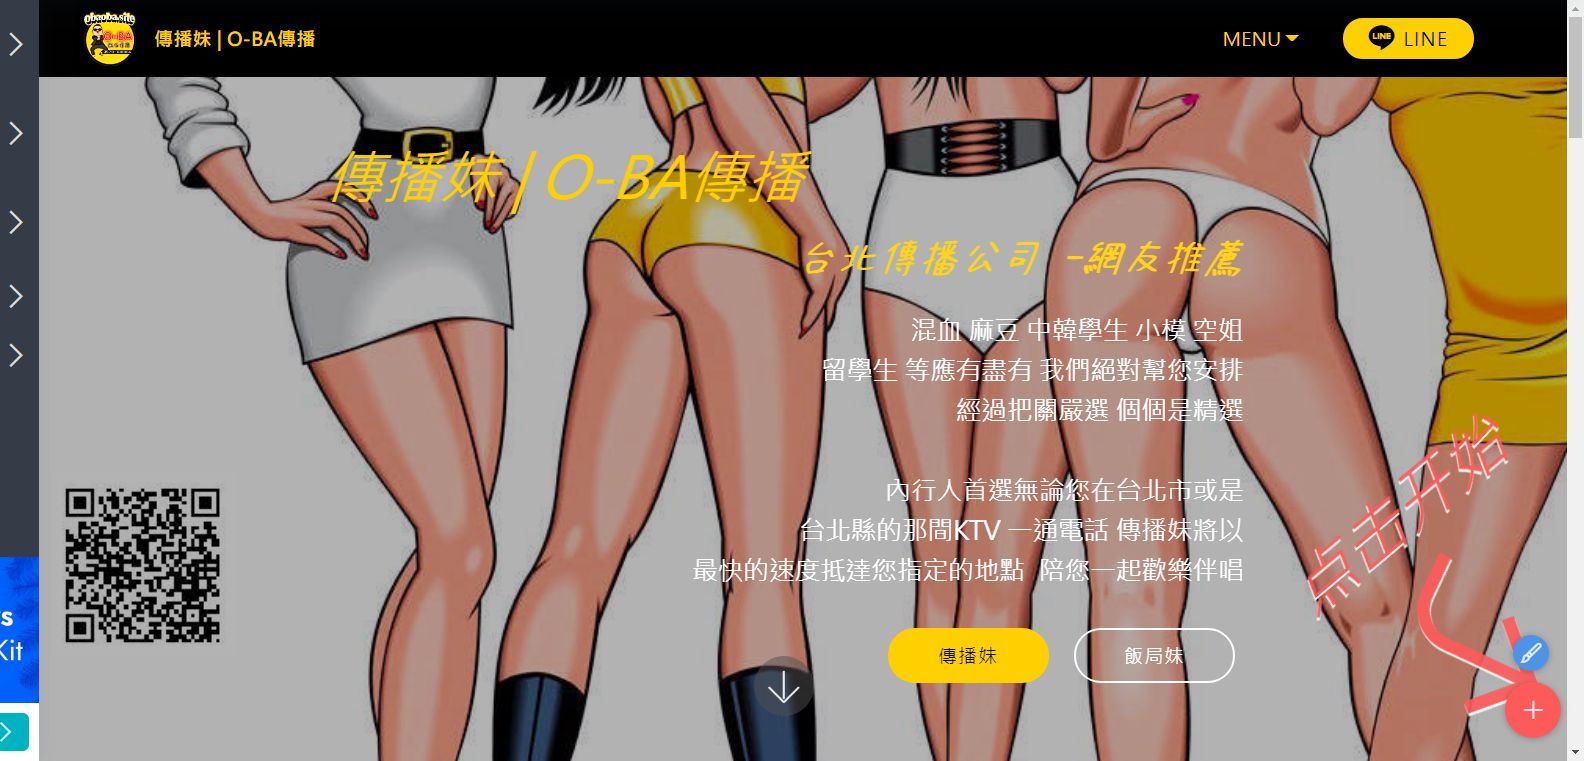 obaoba.site
O-BA
傳播妹 | O-BA傳播
MENU
LINE
LINE
傳播妹 | O-BA傳播
台北傳播公司 -網友推薦
混血 麻豆 中韓學生 小模 空姐
留學生 等應有盡有 我們絕對幫您安排
經過把關嚴選 個個是精選
內行人首選無論您在台北市或是
台北縣的那間KTV 一通電話 傳播妹將以
最快的速度抵達您指定的地點 陪您一起歡樂伴唱
点击开始
傳播妹
飯局妹
Kit